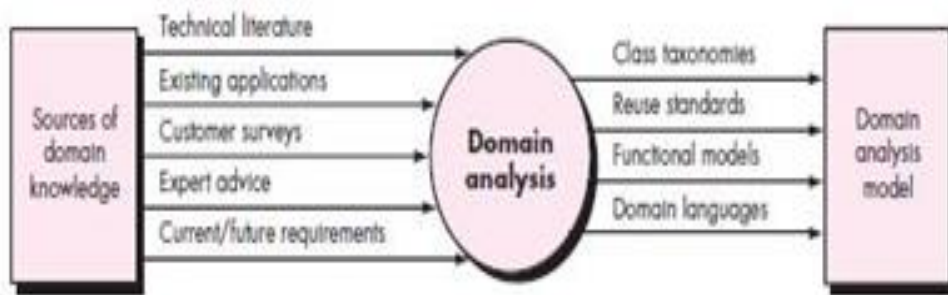 Sources of
domain
knowledge
Technical literature
Existing applications
Customer surveys
Expert advice
Current/future requirements
Domain
analysis
Class taxonomies
Reuse standards
Functional models
Domain languages
Domain
analysis
model